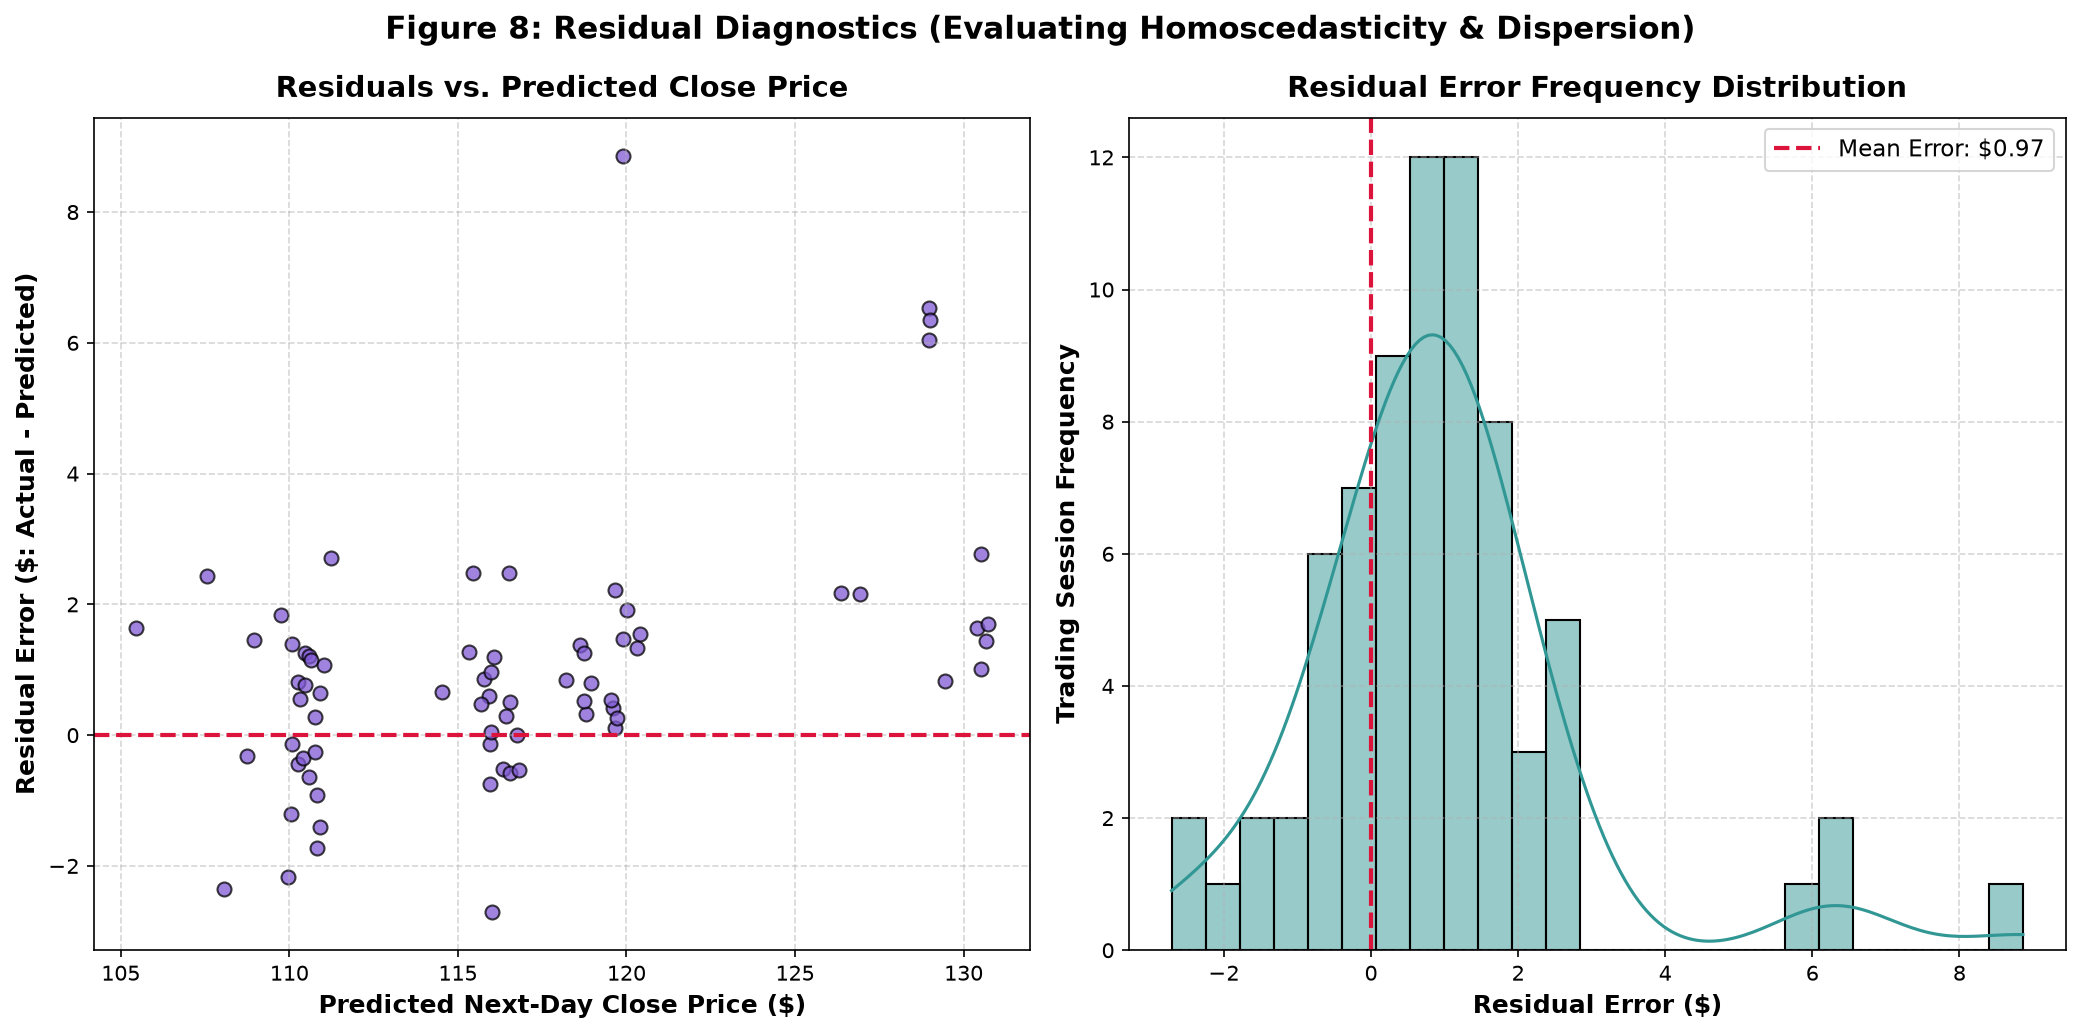 Figure 8: Residual Diagnostics (Evaluating Homoscedasticity & Dispersion)
Residuals vs. Predicted Close Price
Residual Error ($: Actual - Predicted)
8
6
4
2
0
−2
105 110 115 120 125 130
Predicted Next-Day Close Price ($)
Residual Error Frequency Distribution
Mean Error: $0.97
Trading Session Frequency
12
10
8
6
4
2
0
−2 0 2 4 6 8
Residual Error ($)